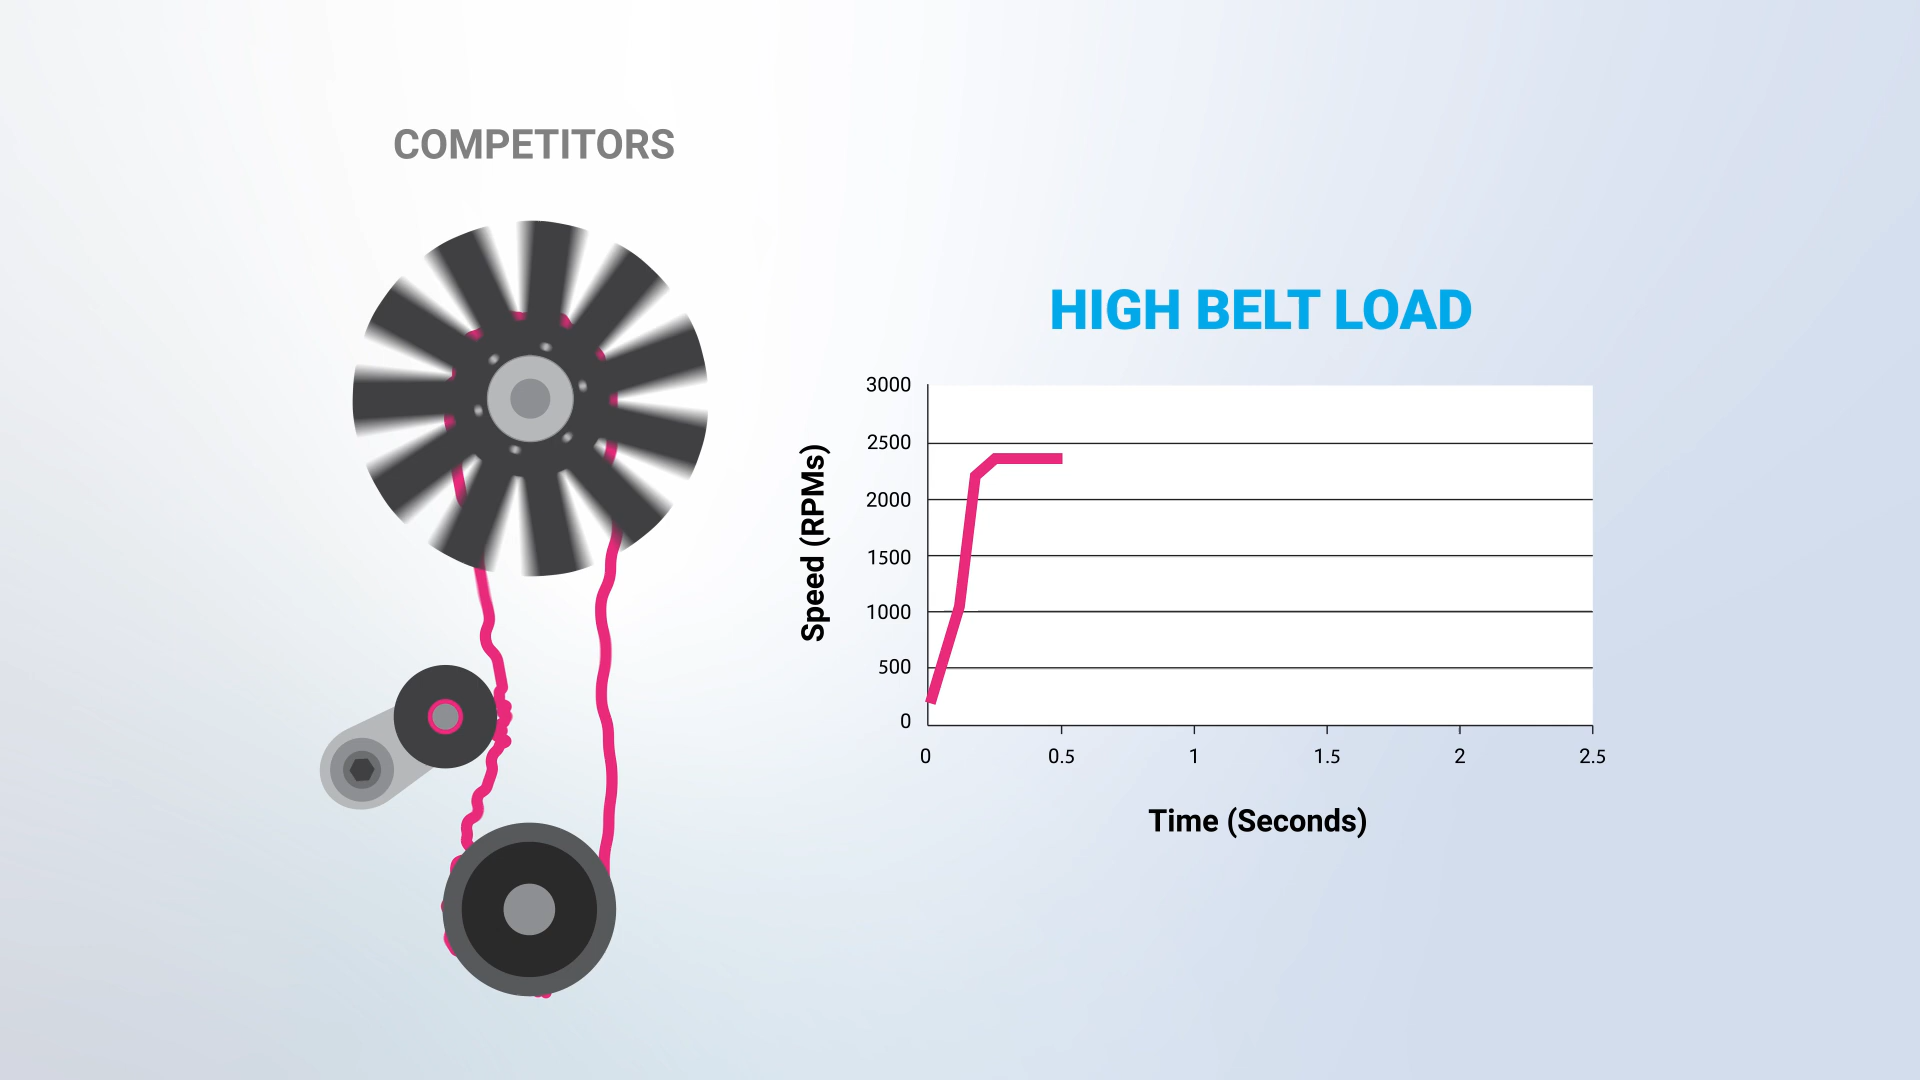 COMPETITORS
HIGH BELT LOAD
Speed (RPMs)
3000
2500
2000
1500
1000
500
0
0 0.5 1 1.5 2 2.5
Time (Seconds)